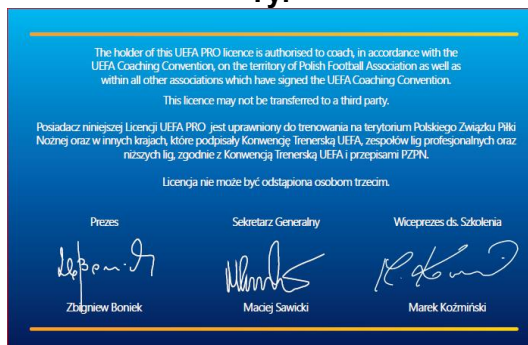 Tył
The holder of this UEFA PRO licence is authorised to coach, in accordance with the
UEFA Coaching Convention, on the territory of Polish Football Association as well as
within all other associations which have signed the UEFA Coaching Convention.
This licence may not be transferred to a third party.
Posiadacz niniejszej Licencji UEFA PRO jest uprawniony do trenowania na terytorium Polskiego Związku Piłki
Nożnej oraz w innych krajach, które podpisały Konwencję Trenerską UEFA, zespołów lig profesjonalnych oraz
niższych lig, zgodnie z Konwencją Trenerską UEFA i przepisami PZPN.
Licencja nie może być odstąpiona osobom trzecim.
Prezes Sekretarz Generalny Wiceprezes ds. Szkolenia
Zbigniew Boniek Maciej Sawicki Marek Koźmiński